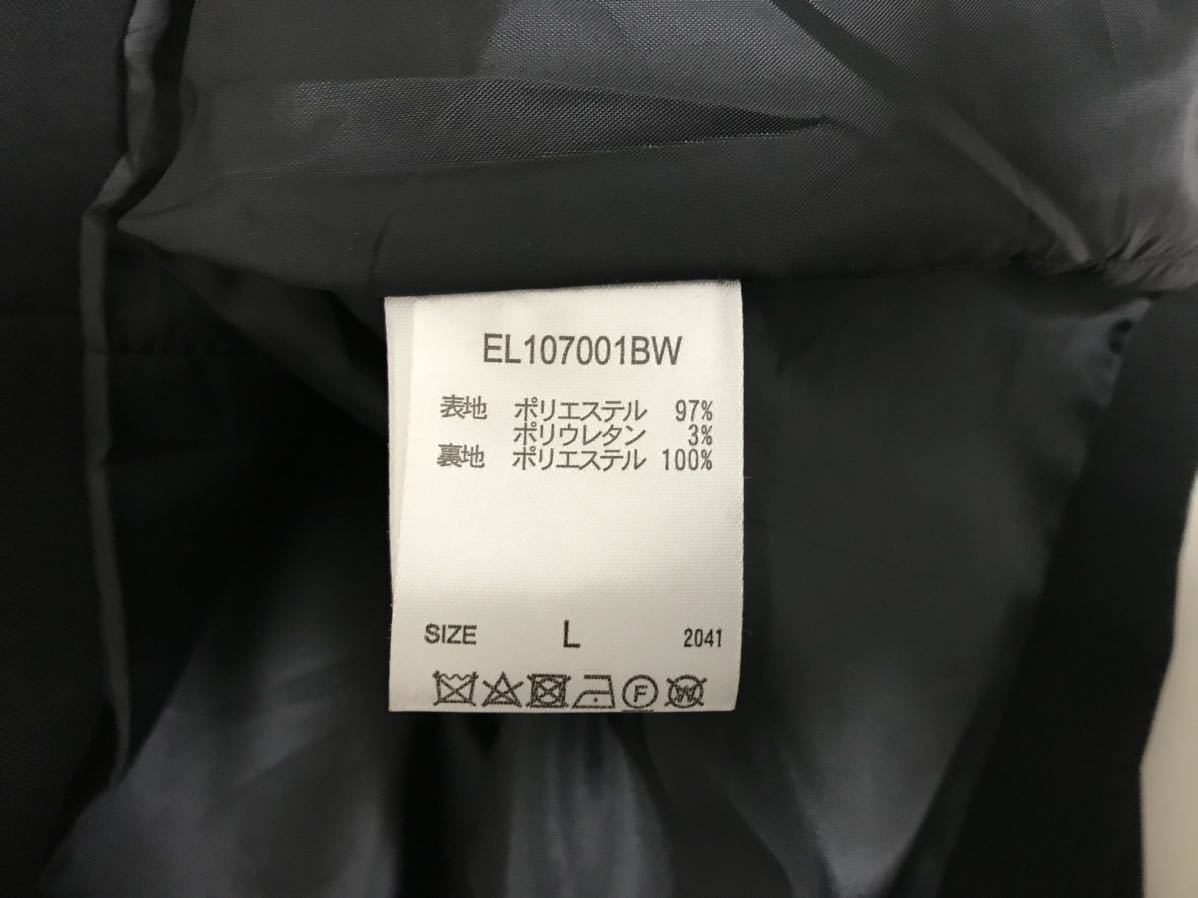 EL107001BW
表地 ポリエステル 97%
ポリウレタン 3%
裏地 ポリエステル 100%
SIZE L 2041
F W